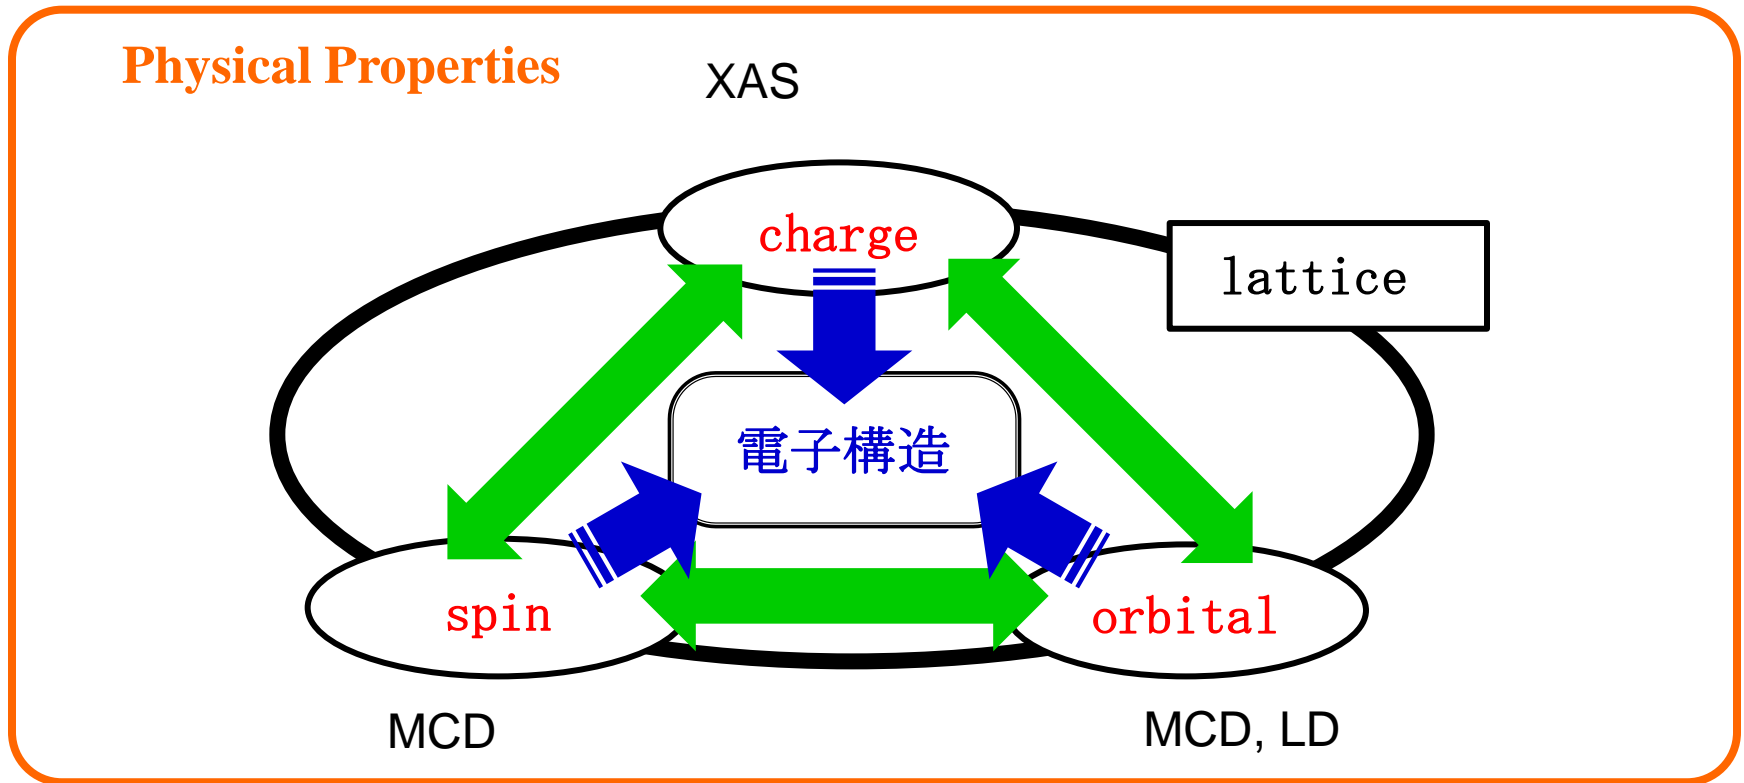 Physical Properties
XAS
charge
lattice
電子構造
spin
orbital
MCD
MCD, LD